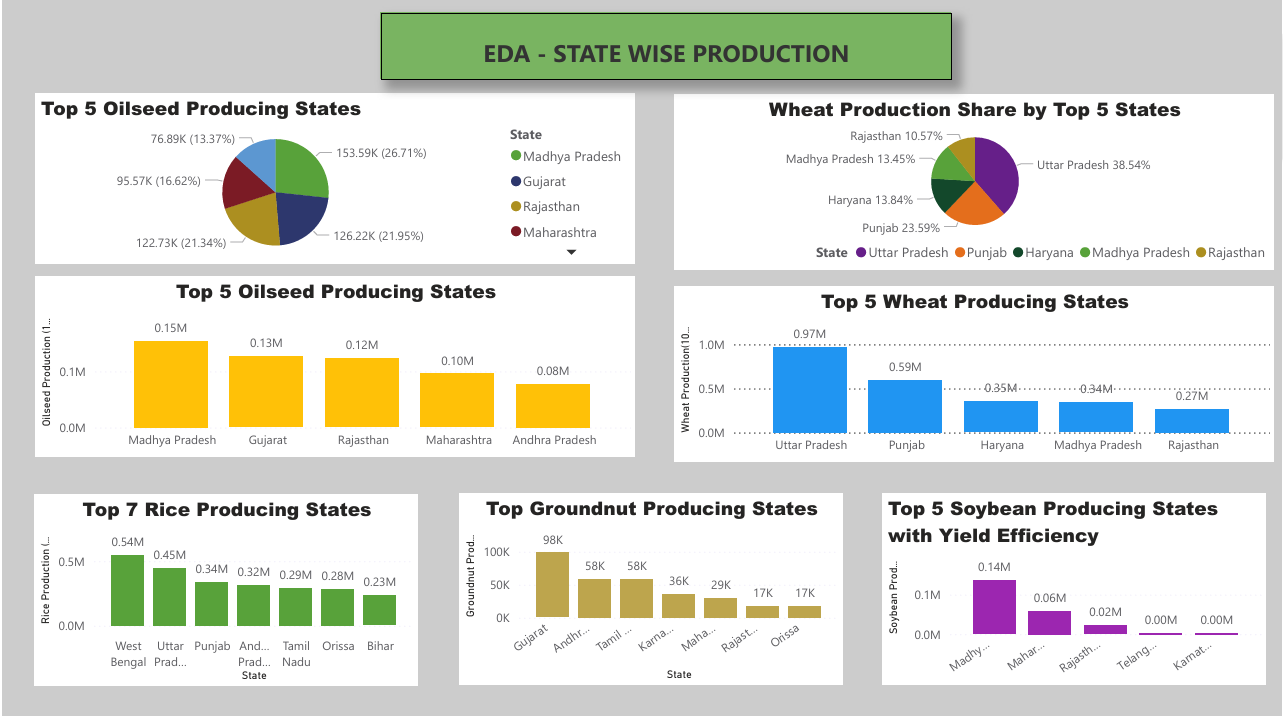 EDA - STATE WISE PRODUCTION
Top 5 Oilseed Producing States
76.89K (13.37%)
153.59K (26.71%)
95.57K (16.62%)
122.73K (21.34%)
126.22K (21.95%)
State
Madhya Pradesh
Gujarat
Rajasthan
Maharashtra
Wheat Production Share by Top 5 States
Rajasthan 10.57%
Madhya Pradesh 13.45%
Uttar Pradesh 38.54%
Haryana 13.84%
Punjab 23.59%
State Uttar Pradesh Punjab Haryana Madhya Pradesh Rajasthan
Top 5 Oilseed Producing States
Oilseed Production (1...
0.1M
0.0M
0.15M 0.13M 0.12M 0.10M 0.08M
Madhya Pradesh Gujarat Rajasthan Maharashtra Andhra Pradesh
Top 5 Wheat Producing States
Wheat Production(10...
1.0M
0.5M
0.0M
0.97M 0.59M 0.35M 0.34M 0.27M
Uttar Pradesh Punjab Haryana Madhya Pradesh Rajasthan
Top 7 Rice Producing States
Rice Production (...
0.5M
0.0M
0.54M 0.45M 0.34M 0.32M 0.29M 0.28M 0.23M
West Uttar Punjab And... Tamil Orissa Bihar
Bengal Prad... Prad... Nadu
State
Top Groundnut Producing States
Groundnut Prod...
100K
50K
0K
98K 58K 58K 36K 29K 17K 17K
Gujarat Andhr... Tamil ... Karna... Maha... Rajast... Orissa
State
Top 5 Soybean Producing States
with Yield Efficiency
Soybean Prod...
0.1M
0.0M
0.14M 0.06M 0.02M 0.00M 0.00M
Madhy... Mahar... Rajasth... Telang... Karnat...